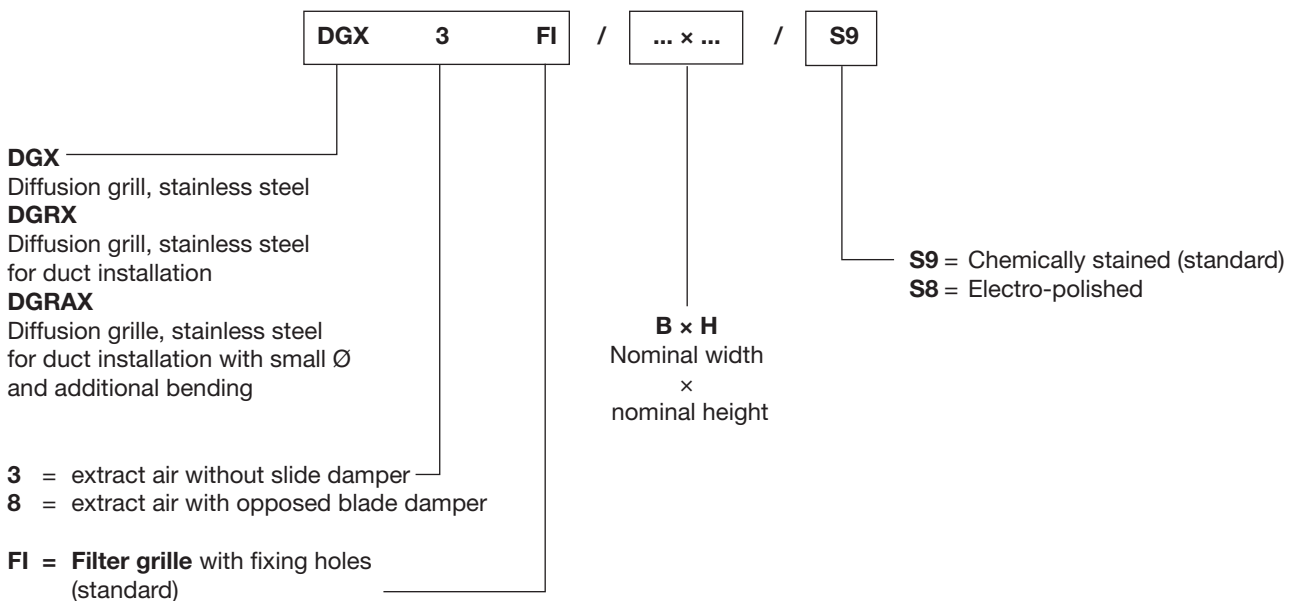 DGX 3 FI / ... × ... / S9
DGX
Diffusion grill, stainless steel
DGRX
Diffusion grill, stainless steel
for duct installation
DGRAX
Diffusion grille, stainless steel
for duct installation with small Ø
and additional bending
3 = extract air without slide damper
8 = extract air with opposed blade damper
FI = Filter grille with fixing holes
(standard)
B × H
Nominal width
×
nominal height
S9 = Chemically stained (standard)
S8 = Electro-polished